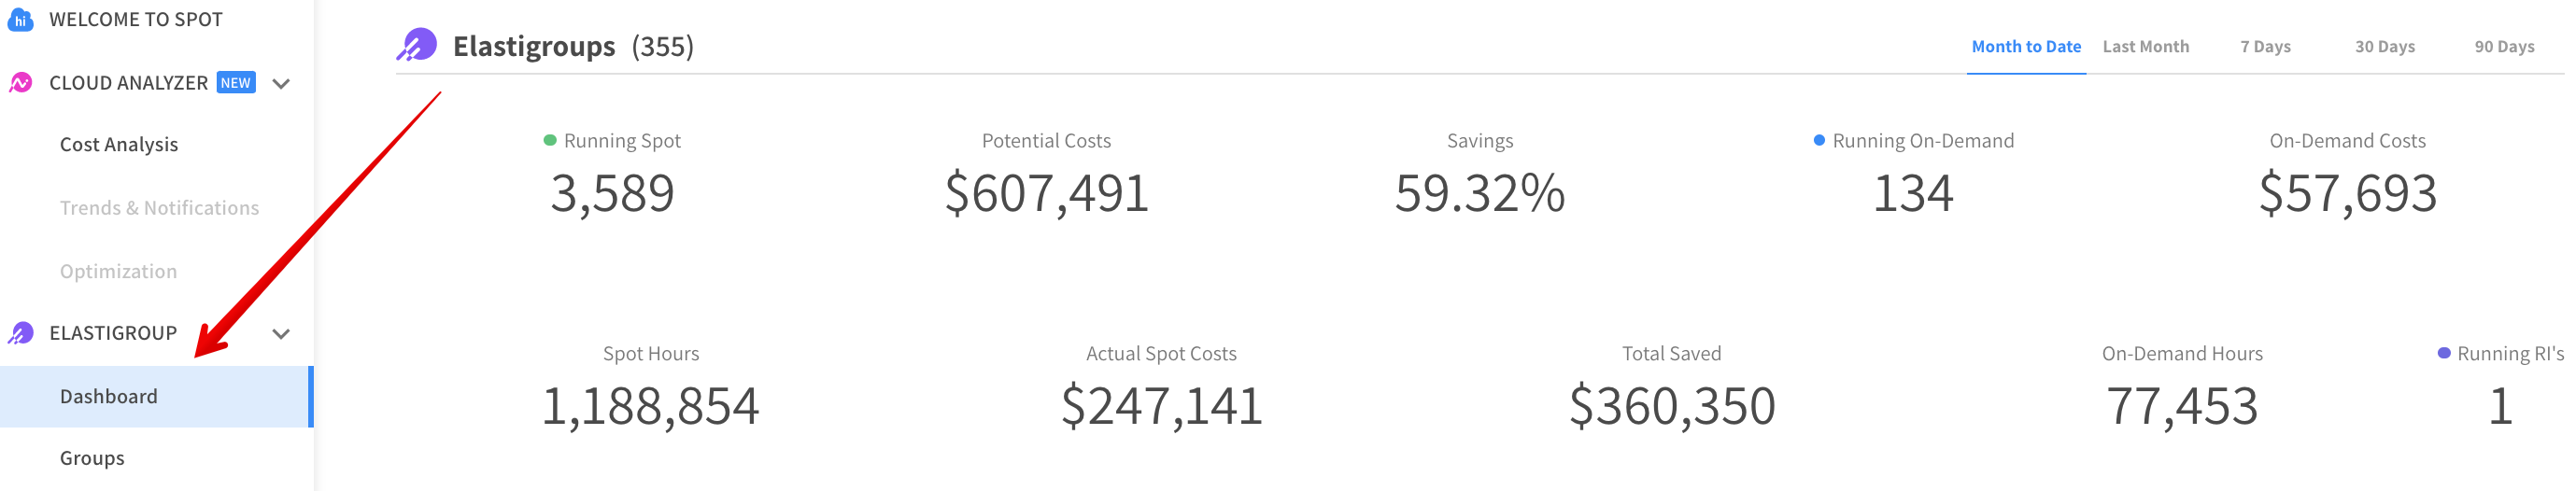 hi
WELCOME TO SPOT
CLOUD ANALYZER NEW
Cost Analysis
Trends & Notifications
Optimization
ELASTIGROUP
Dashboard
Groups
Elastigroups (355)
Month to Date Last Month 7 Days 30 Days 90 Days
Running Spot Potential Costs Savings Running On-Demand On-Demand Costs
3,589 $607,491 59.32% 134 $57,693
Spot Hours Actual Spot Costs Total Saved On-Demand Hours Running RI's
1,188,854 $247,141 $360,350 77,453 1